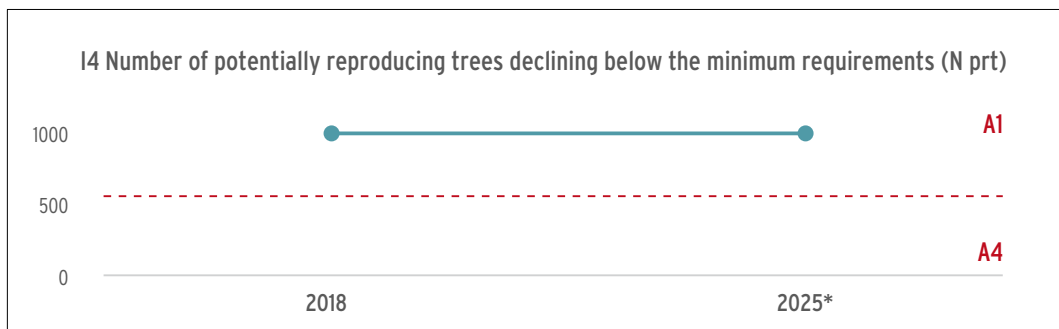 I4 Number of potentially reproducing trees declining below the minimum requirements (N prt)
1000
A1
500
A4
0
2018 2025*